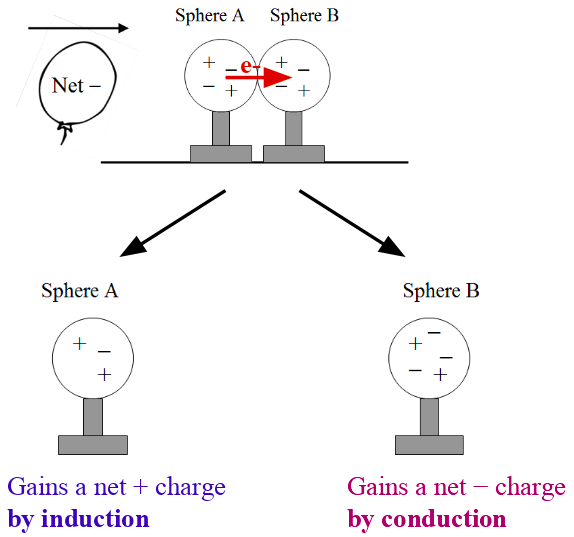 Sphere A Sphere B
Net –
+ – e- + –
– + – +
Sphere A
+ –
+
Sphere B
+ – –
– +
Gains a net + charge
by induction
Gains a net − charge
by conduction